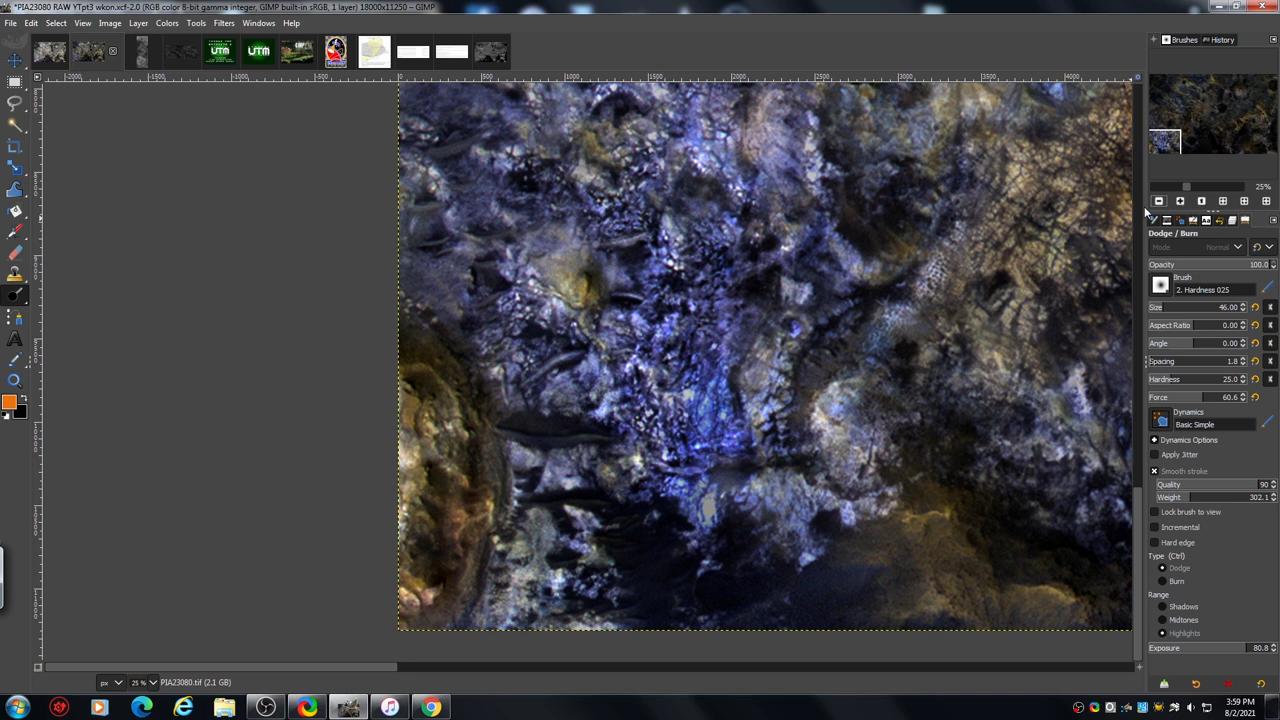 *PIA23080 RAW YTpt3 wkon.xcf-2.0 (RGB color 8-bit gamma integer, GIMP built-in sRGB, 1 layer) 18000x11250 – GIMP
File Edit Select View Image Layer Colors Tools Filters Windows Help
UTM UTM
Brushes History
25%
Dodge / Burn
Mode Normal
Opacity 100.0
Brush
2. Hardness 025
Size 46.00
Aspect Ratio 0.00
Angle 0.00
Spacing 1.8
Hardness 25.0
Force 60.6
Dynamics
Basic Simple
Dynamics Options
Apply Jitter
Smooth stroke
Quality 90
Weight 302.1
Lock brush to view
Incremental
Hard edge
Type (Ctrl)
Dodge
Burn
Range
Shadows
Midtones
Highlights
Exposure 80.8
px 25 % PIA23080.tif (2.1 GB)
3:59 PM
8/2/2021